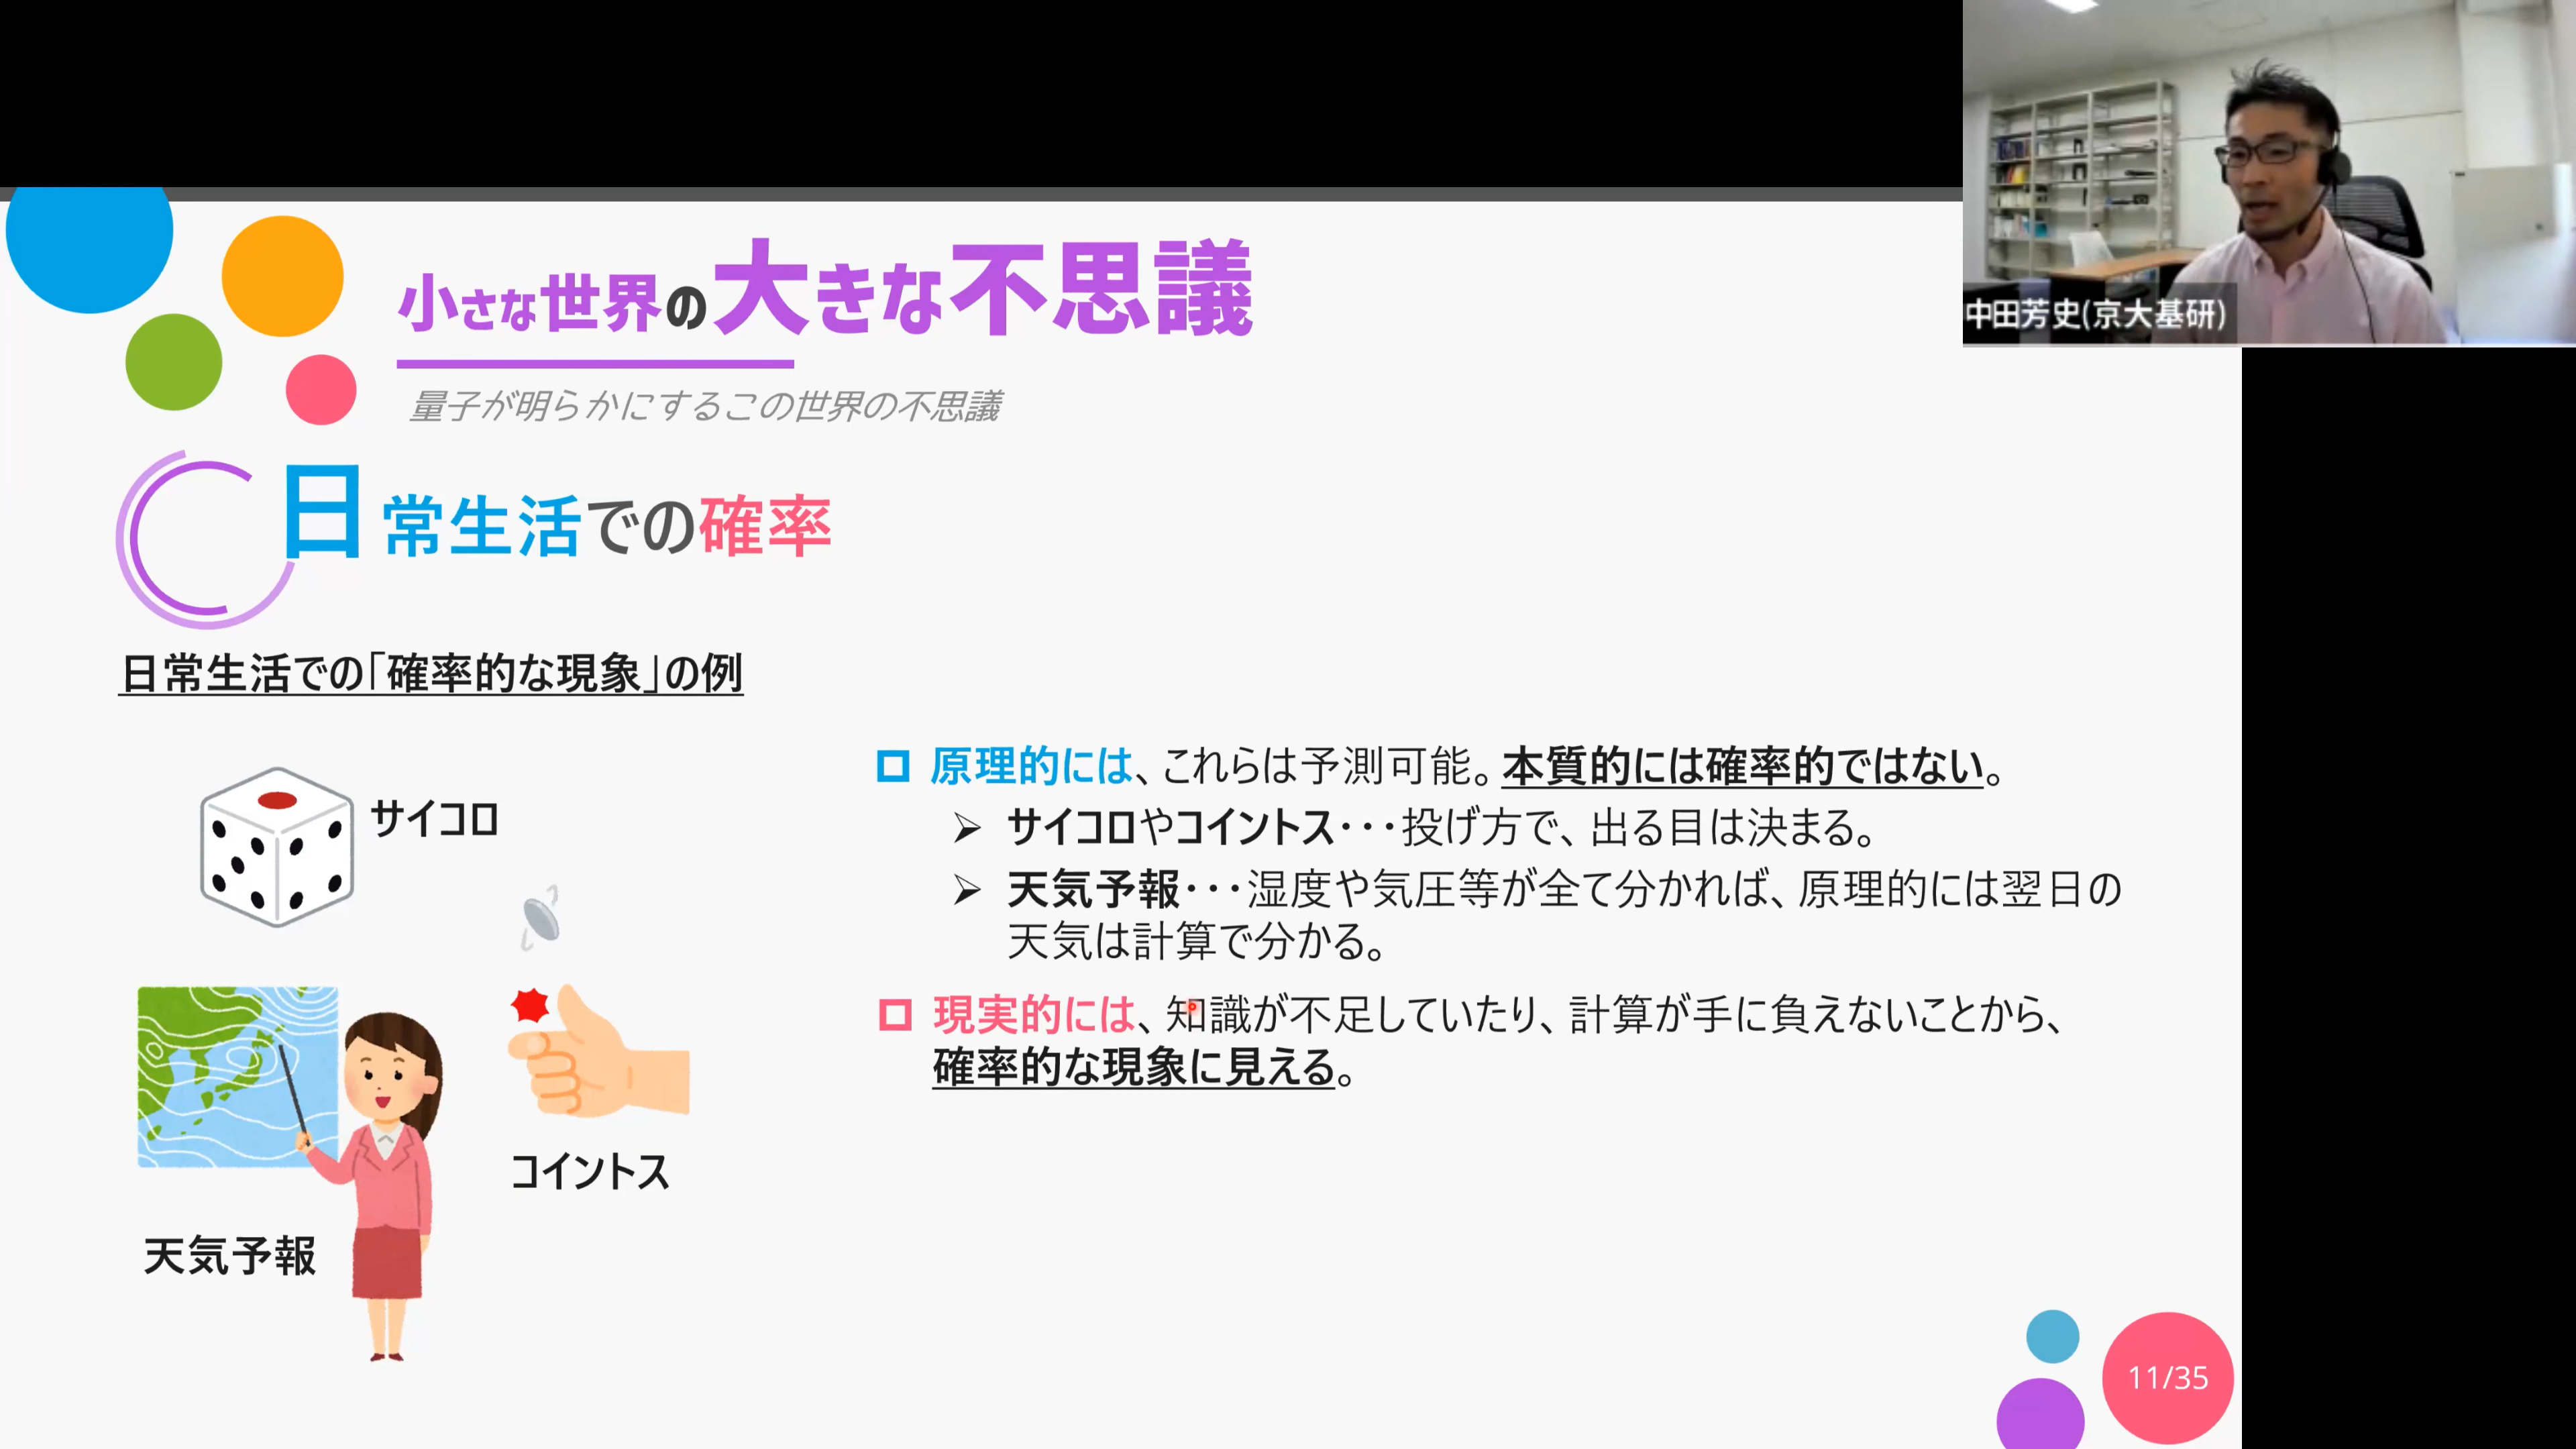 中田芳史(京大基研)
小さな世界の大きな不思議
量子が明らかにするこの世界の不思議
日常生活での確率
日常生活での「確率的な現象」の例
サイコロ
コイントス
天気予報
原理的には、これらは予測可能。本質的には確率的ではない。
サイコロやコイントス・・・投げ方で、出る目は決まる。
天気予報・・・湿度や気圧等が全て分かれば、原理的には翌日の
天気は計算で分かる。
現実的には、知識が不足していたり、計算が手に負えないことから、
確率的な現象に見える。
11/35